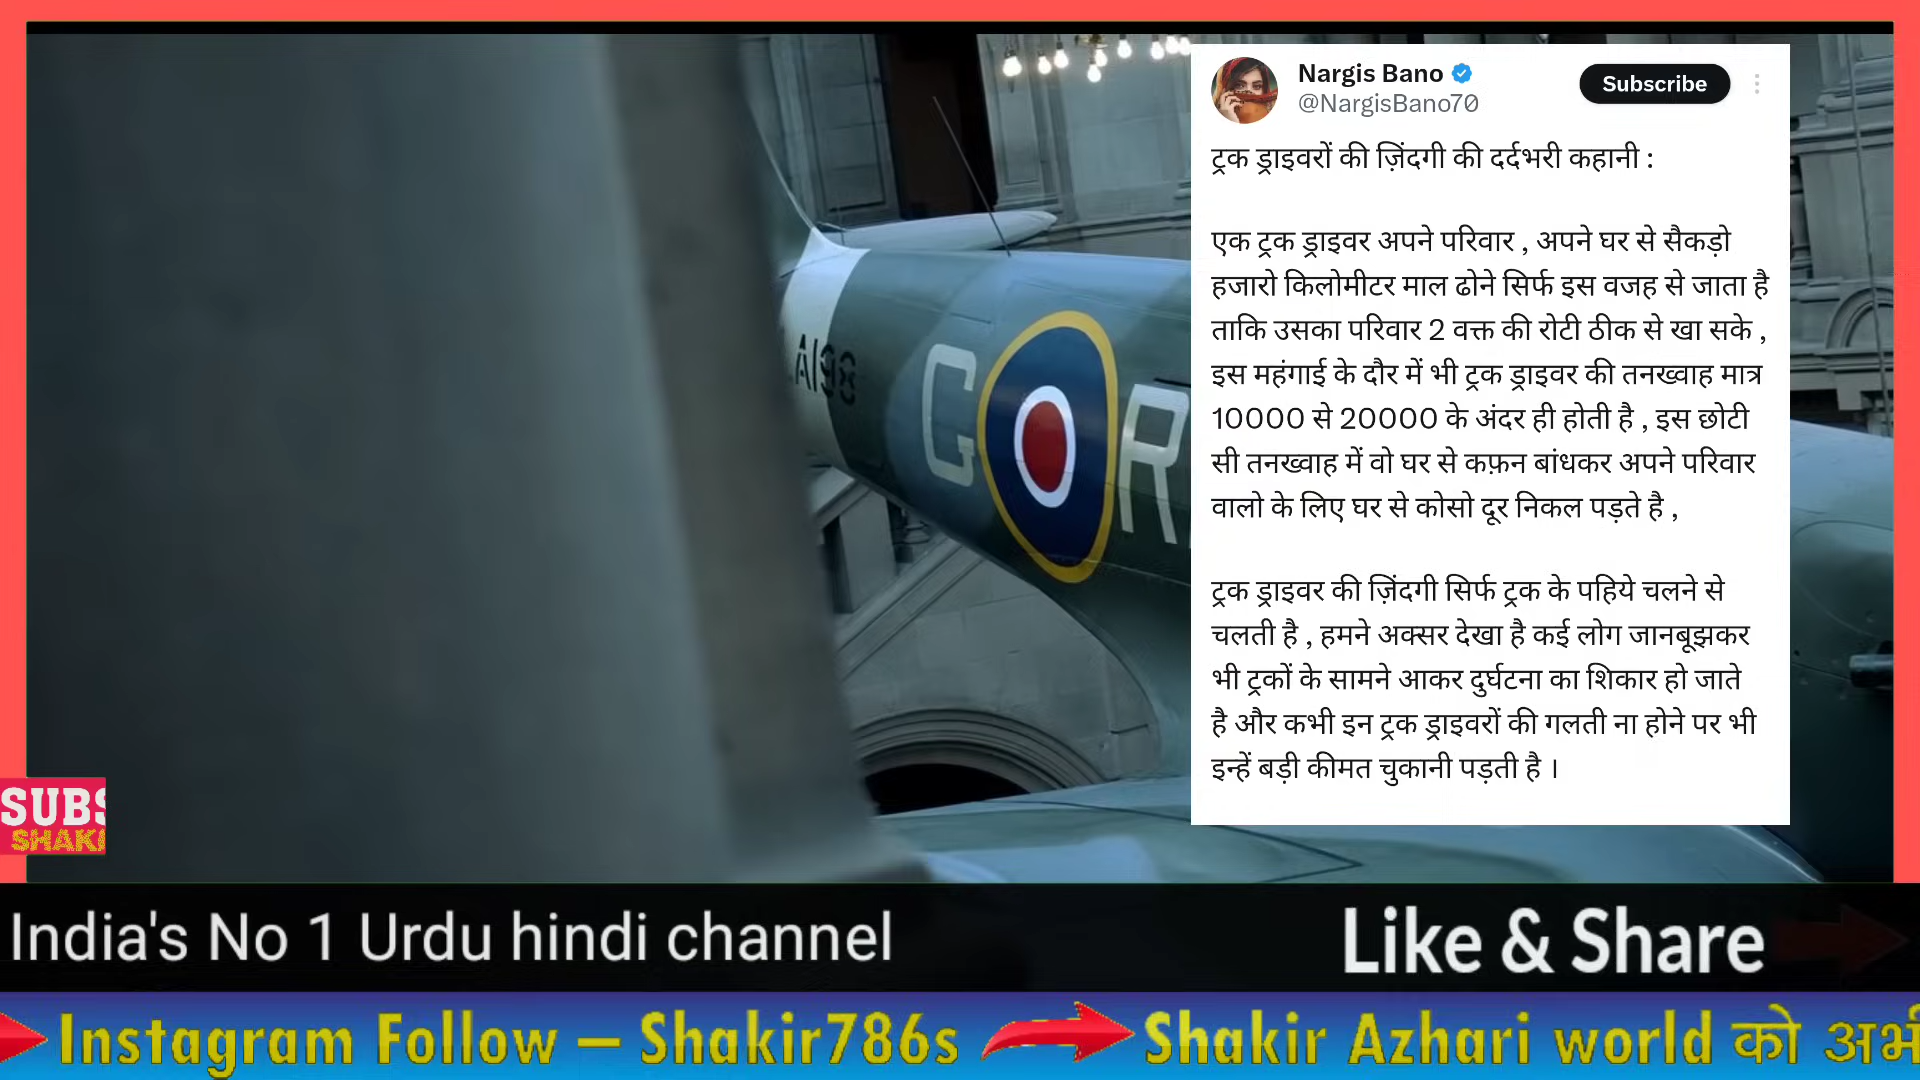 Nargis Bano
@NargisBano70
Subscribe
ट्रक ड्राइवरों की ज़िंदगी की दर्दभरी कहानी :
एक ट्रक ड्राइवर अपने परिवार , अपने घर से सैकड़ो
हजारो किलोमीटर माल ढोने सिर्फ इस वजह से जाता है
ताकि उसका परिवार 2 वक्त की रोटी ठीक से खा सके ,
इस महंगाई के दौर में भी ट्रक ड्राइवर की तनख्वाह मात्र
10000 से 20000 के अंदर ही होती है , इस छोटी
सी तनख्वाह में वो घर से कफ़न बांधकर अपने परिवार
वालो के लिए घर से कोसो दूर निकल पड़ते है ,
ट्रक ड्राइवर की ज़िंदगी सिर्फ ट्रक के पहिये चलने से
चलती है , हमने अक्सर देखा है कई लोग जानबूझकर
भी ट्रकों के सामने आकर दुर्घटना का शिकार हो जाते
है और कभी इन ट्रक ड्राइवरों की गलती ना होने पर भी
इन्हें बड़ी कीमत चुकानी पड़ती है ।
A198
G R
SUBS
SHAK
India's No 1 Urdu hindi channel
Like & Share
Instagram Follow – Shakir786s
Shakir Azhari world को अभी